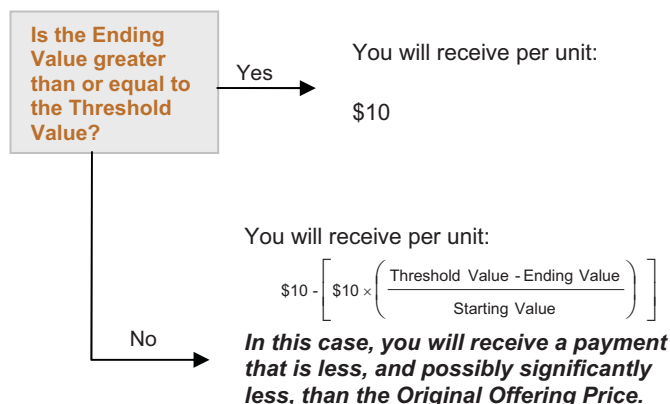 Is the Ending
Value greater
than or equal to
the Threshold
Value?
Yes
You will receive per unit:
$10
You will receive per unit:
$10 - [ $10 × ( Threshold Value - Ending Value / Starting Value ) ]
No
In this case, you will receive a payment
that is less, and possibly significantly
less, than the Original Offering Price.